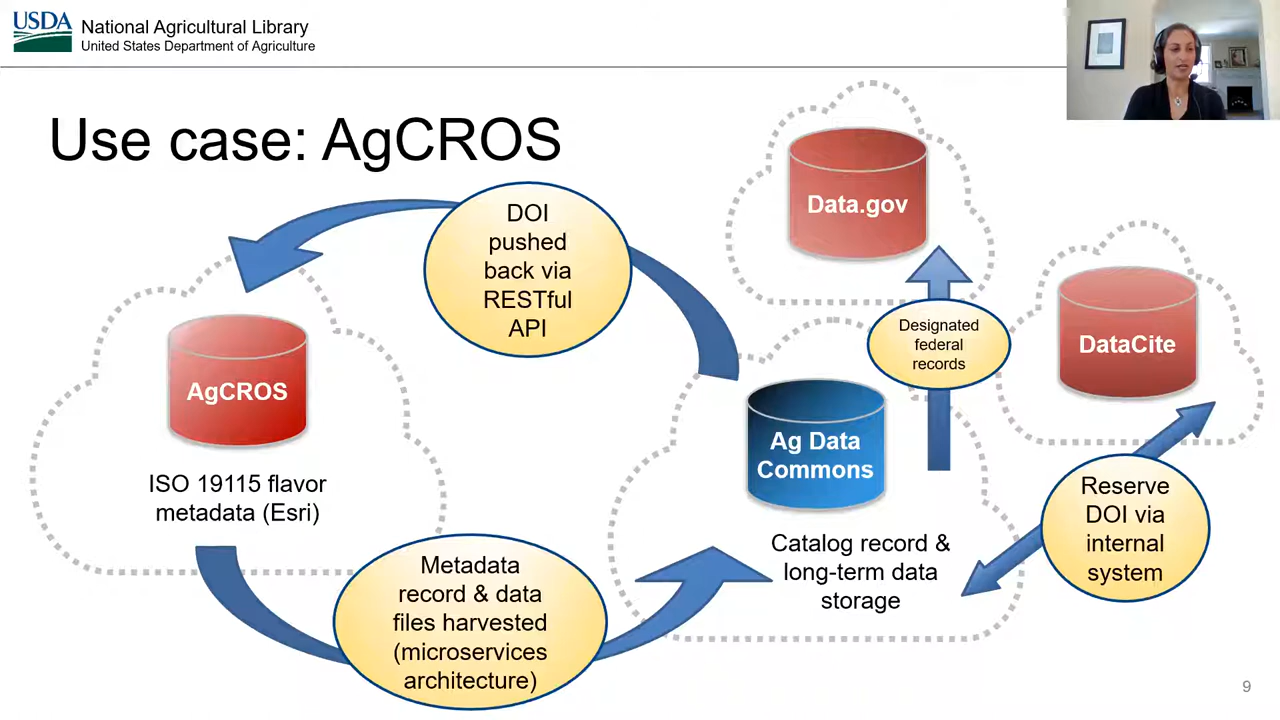 USDA
National Agricultural Library
United States Department of Agriculture
Use case: AgCROS
DOI
pushed
back via
RESTful
API
Data.gov
Designated
federal
records
DataCite
AgCROS
ISO 19115 flavor
metadata (Esri)
Ag Data
Commons
Catalog record &
long-term data
storage
Reserve
DOI via
internal
system
Metadata
record & data
files harvested
(microservices
architecture)
9